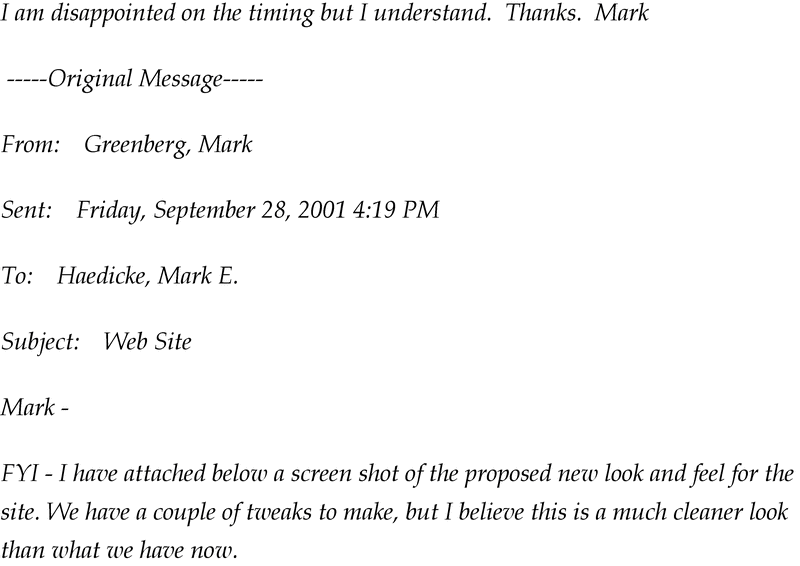 I am disappointed on the timing but I understand.  Thanks.  Mark
-----Original Message-----
From:    Greenberg, Mark
Sent:    Friday, September 28, 2001 4:19 PM
To:    Haedicke, Mark E.
Subject:    Web Site
Mark -
FYI - I have attached below a screen shot of the proposed new look and feel for the
site. We have a couple of tweaks to make, but I believe this is a much cleaner look
than what we have now.